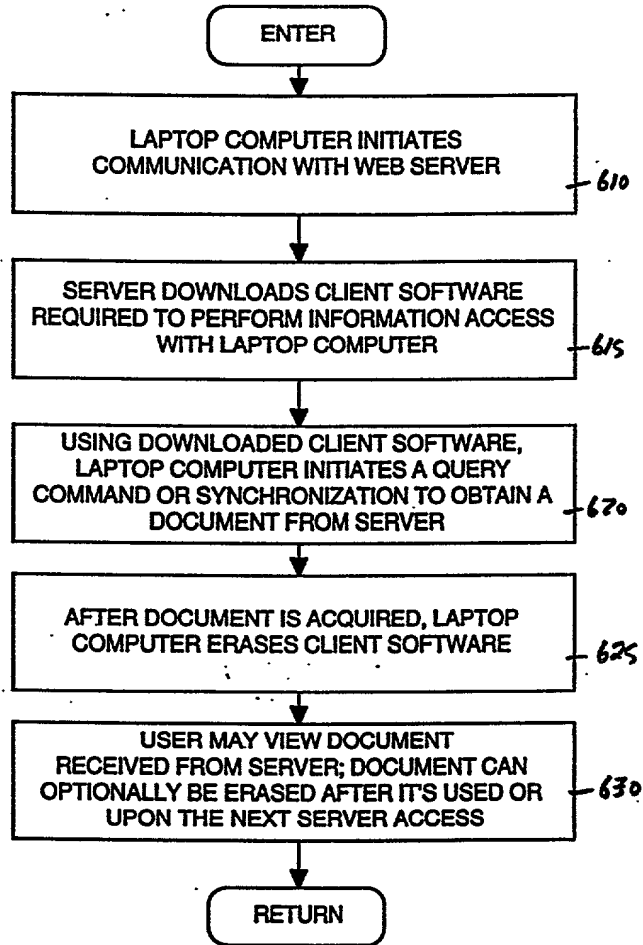 ENTER
LAPTOP COMPUTER INITIATES
COMMUNICATION WITH WEB SERVER
610
SERVER DOWNLOADS CLIENT SOFTWARE
REQUIRED TO PERFORM INFORMATION ACCESS
WITH LAPTOP COMPUTER
615
USING DOWNLOADED CLIENT SOFTWARE,
LAPTOP COMPUTER INITIATES A QUERY
COMMAND OR SYNCHRONIZATION TO OBTAIN A
DOCUMENT FROM SERVER
620
AFTER DOCUMENT IS ACQUIRED, LAPTOP
COMPUTER ERASES CLIENT SOFTWARE
625
USER MAY VIEW DOCUMENT
RECEIVED FROM SERVER; DOCUMENT CAN
OPTIONALLY BE ERASED AFTER IT'S USED OR
UPON THE NEXT SERVER ACCESS
630
RETURN